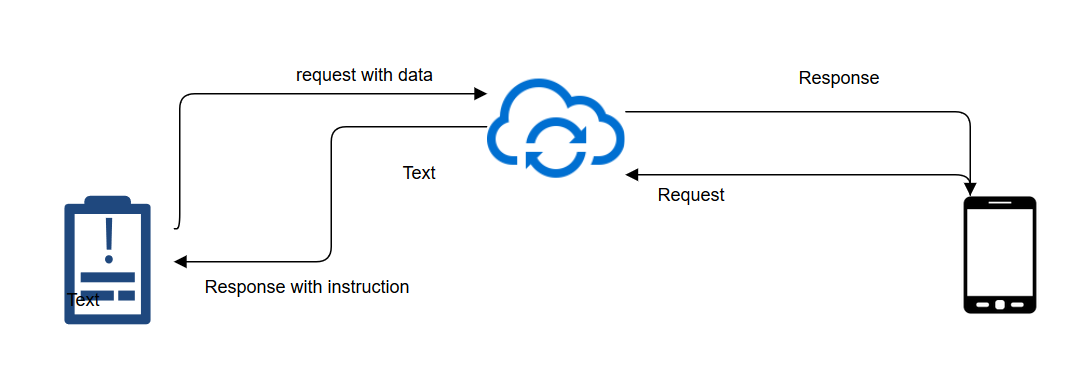 request with data
Response
Text
Request
Response with instruction
Text